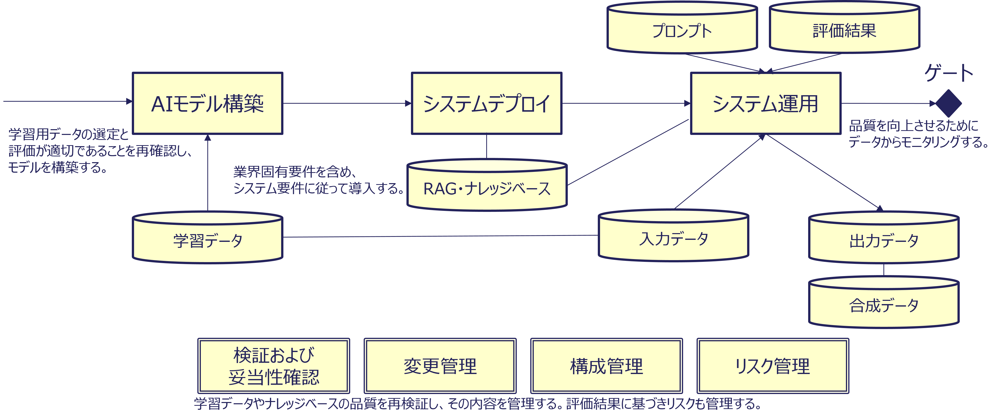 プロンプト
評価結果
ゲート
AIモデル構築
システムデプロイ
システム運用
学習用データの選定と
評価が適切であることを再確認し、
モデルを構築する。
品質を向上させるために
データからモニタリングする。
業界固有要件を含め、
システム要件に従って導入する。
RAG・ナレッジベース
学習データ
入力データ
出力データ
合成データ
検証および
妥当性確認
変更管理
構成管理
リスク管理
学習データやナレッジベースの品質を再検証し、その内容を管理する。評価結果に基づきリスクも管理する。